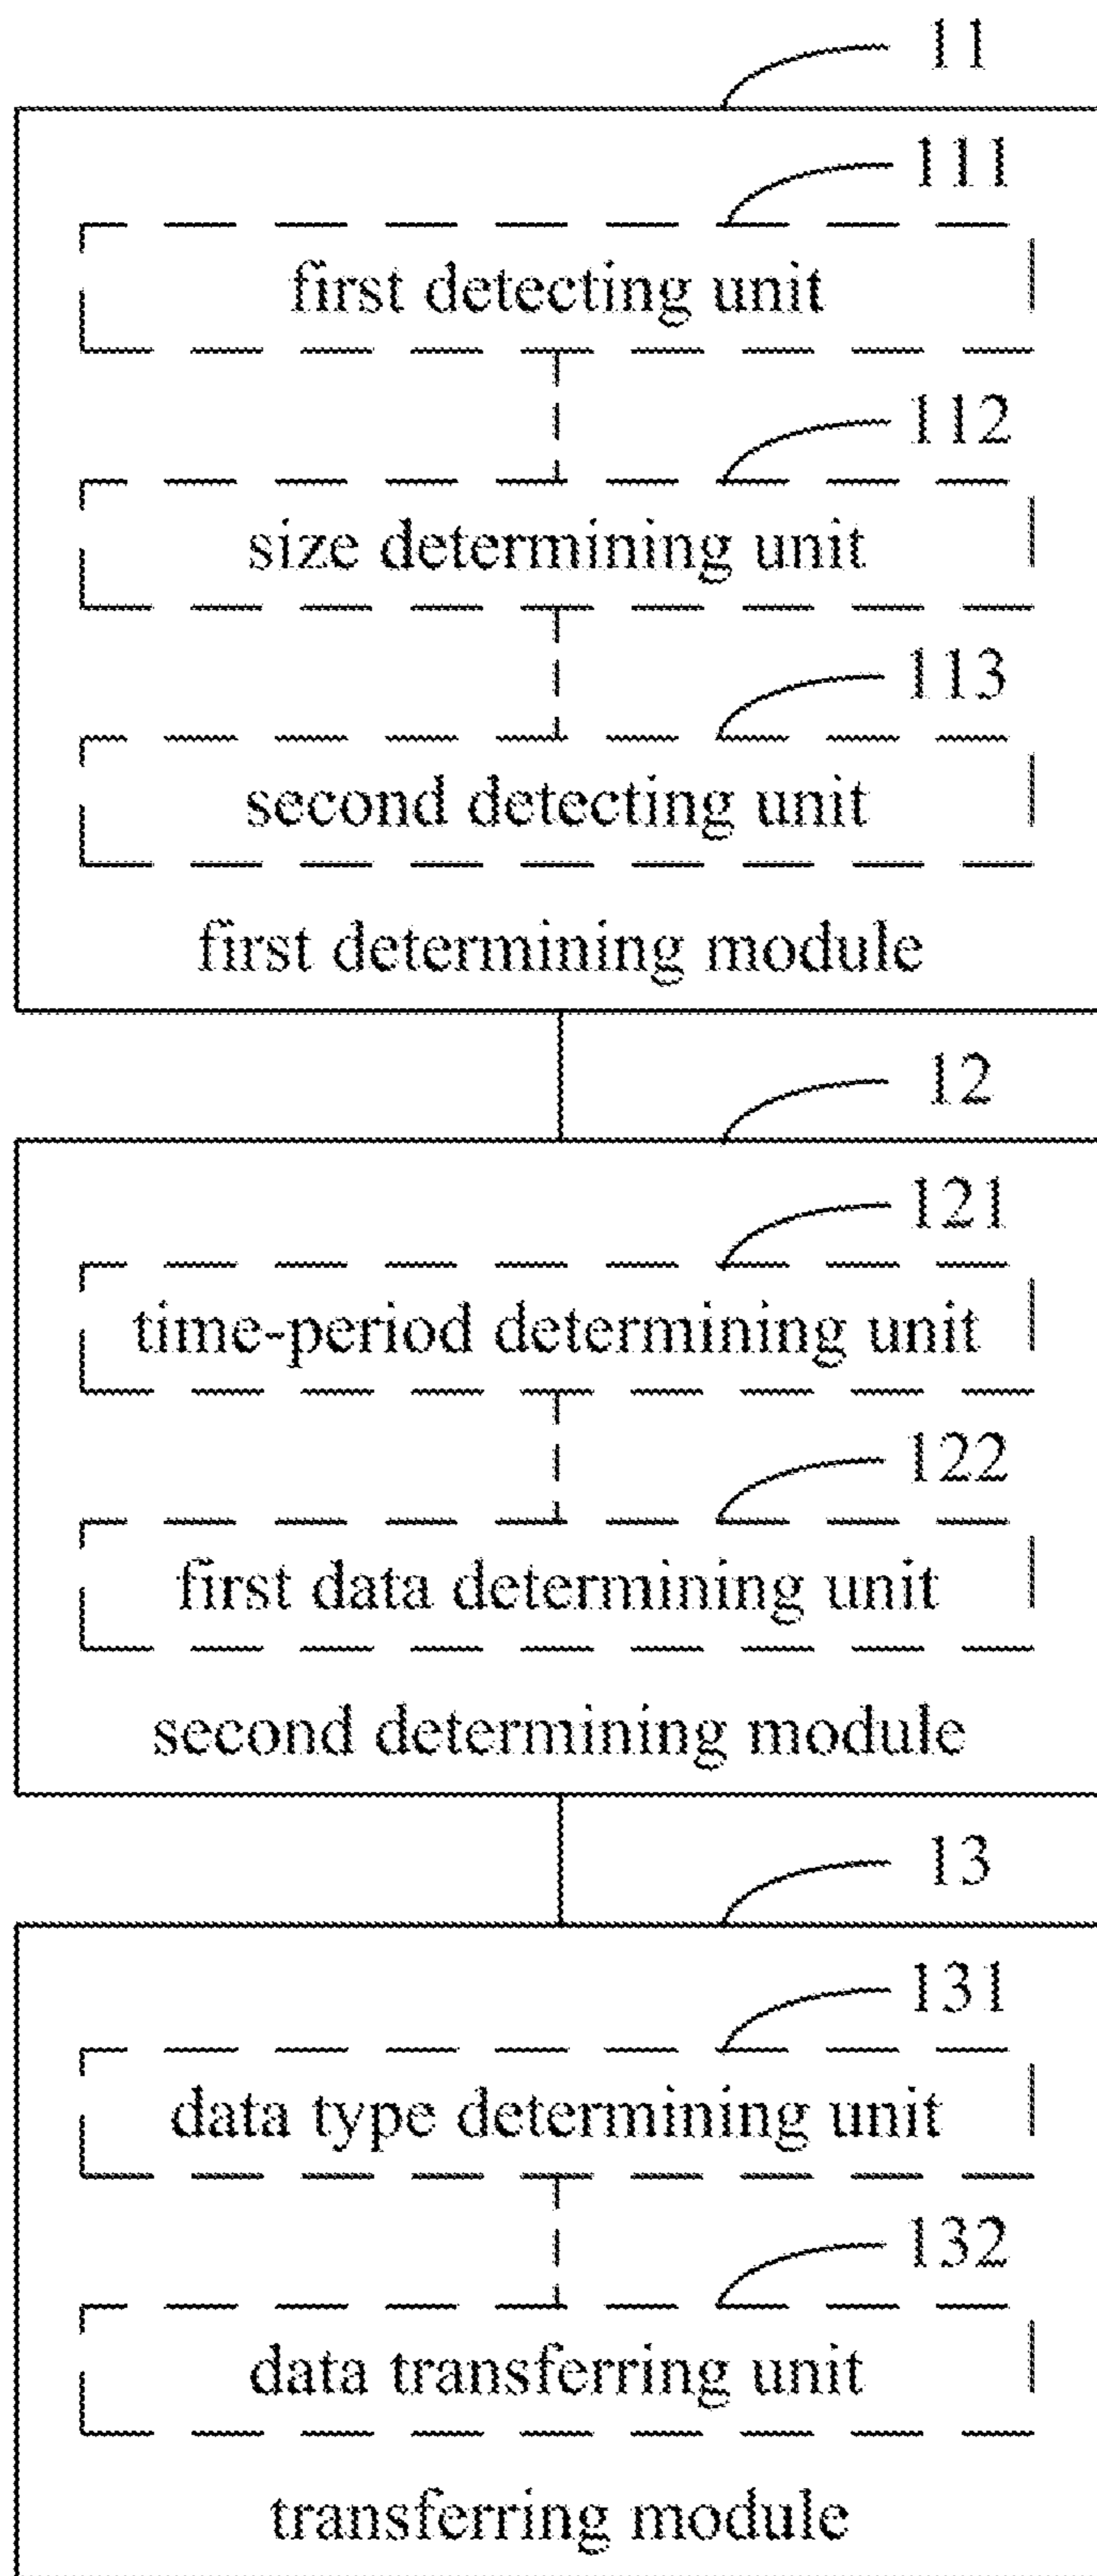 11
111
first detecting unit
112
size determining unit
113
second detecting unit
first determining module
12
121
time-period determining unit
122
first data determining unit
second determining module
13
131
data type determining unit
132
data transferring unit
transferring module